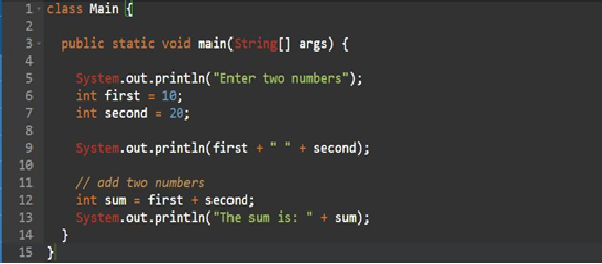 1 class Main {
2
3 public static void main(String[] args) {
4
5 System.out.println("Enter two numbers");
6 int first = 10;
7 int second = 20;
8
9 System.out.println(first + " " + second);
10
11 // add two numbers
12 int sum = first + second;
13 System.out.println("The sum is: " + sum);
14 }
15 }